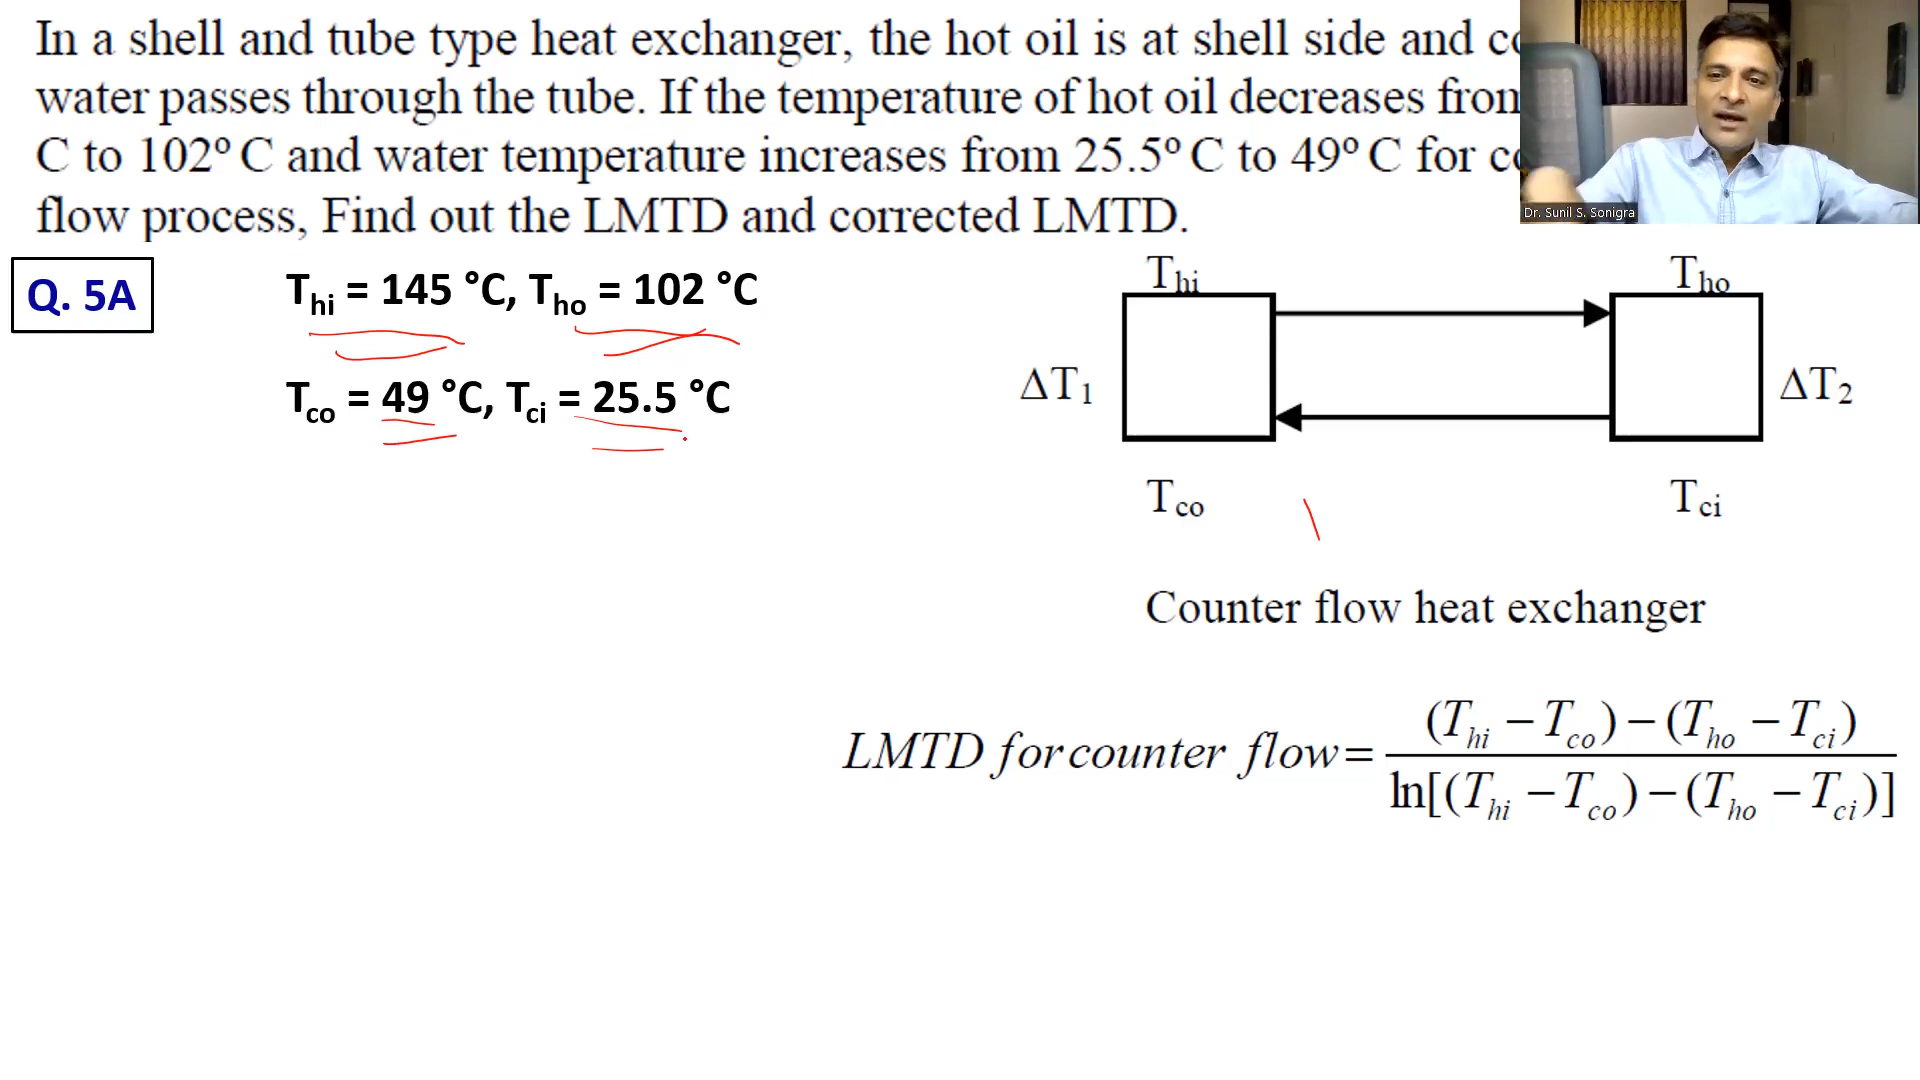 In a shell and tube type heat exchanger, the hot oil is at shell side and
water passes through the tube. If the temperature of hot oil decreases from
C to 102º C and water temperature increases from 25.5º C to 49º C for
flow process, Find out the LMTD and corrected LMTD.
Dr. Sunil S. Sonigra
Q. 5A
Thi = 145 °C, Tho = 102 °C
Tco = 49 °C, Tci = 25.5 °C
Thi Tho
ΔT1 ΔT2
Tco Tci
Counter flow heat exchanger
LMTD for counter flow = (Thi − Tco) − (Tho − Tci)
ln[(Thi − Tco) − (Tho − Tci)]